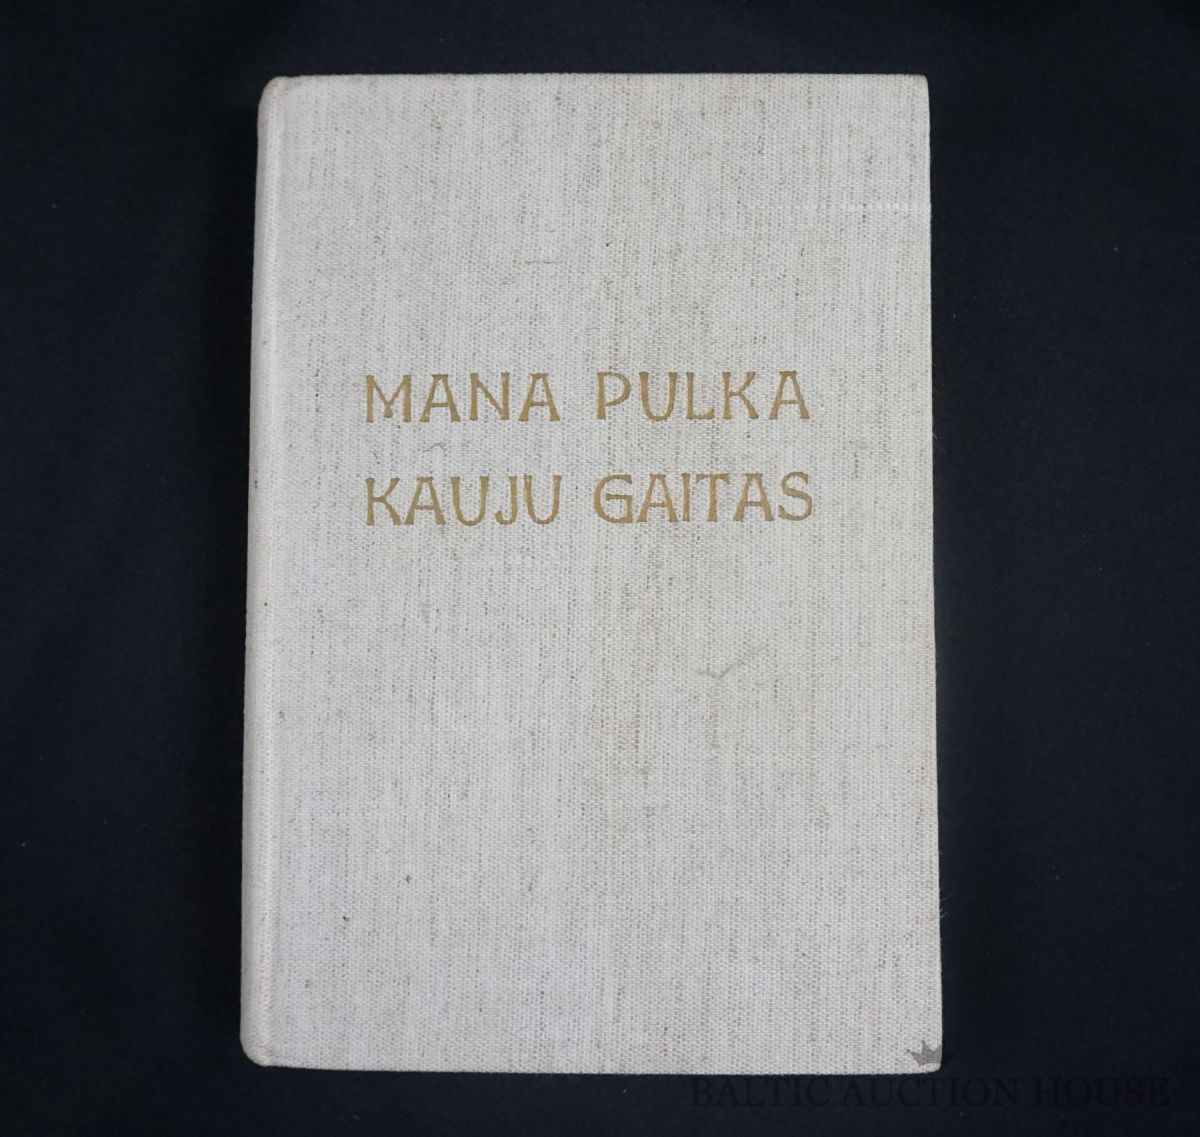 MANA PULKA
KAUJU GAITAS
BALTIC AUCTION HOUSE